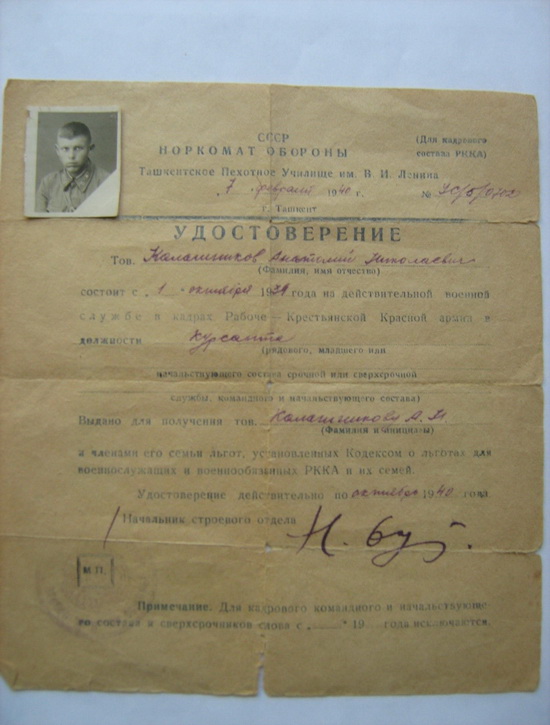 СССР
НОРКОМАТ ОБОРОНЫ
(Для кадрового
состава РККА)
Ташкентское Пехотное Училище им. В. И. Ленина
„7 февраля 1940 г. №
г. Ташкент
УДОСТОВЕРЕНИЕ
Тов. Калашников Анатолий Николаевич
(Фамилия, имя отчество)
состоит с „1 октября 1939 года на действительной военной
службе в кадрах Рабоче-Крестьянской Красной армии в
должности курсанта
(рядового, младшего или
начальствующего состава срочной или сверхсрочной
службы, командного и начальствующего состава)
Выдано для получения тов. Калашникова А.Н
(Фамилия и инициалы)
и членами его семьи льгот, установленных Кодексом о льготах для
военнослужащих и военнообязанных РККА и их семей.
Удостоверение действительно по октября 1940 года
Начальник строевого отдела
М.П.
Примечание. Для кадрового командного и начальствующе-
го состава и сверхсрочников слова с „ " 19 года исключаются.